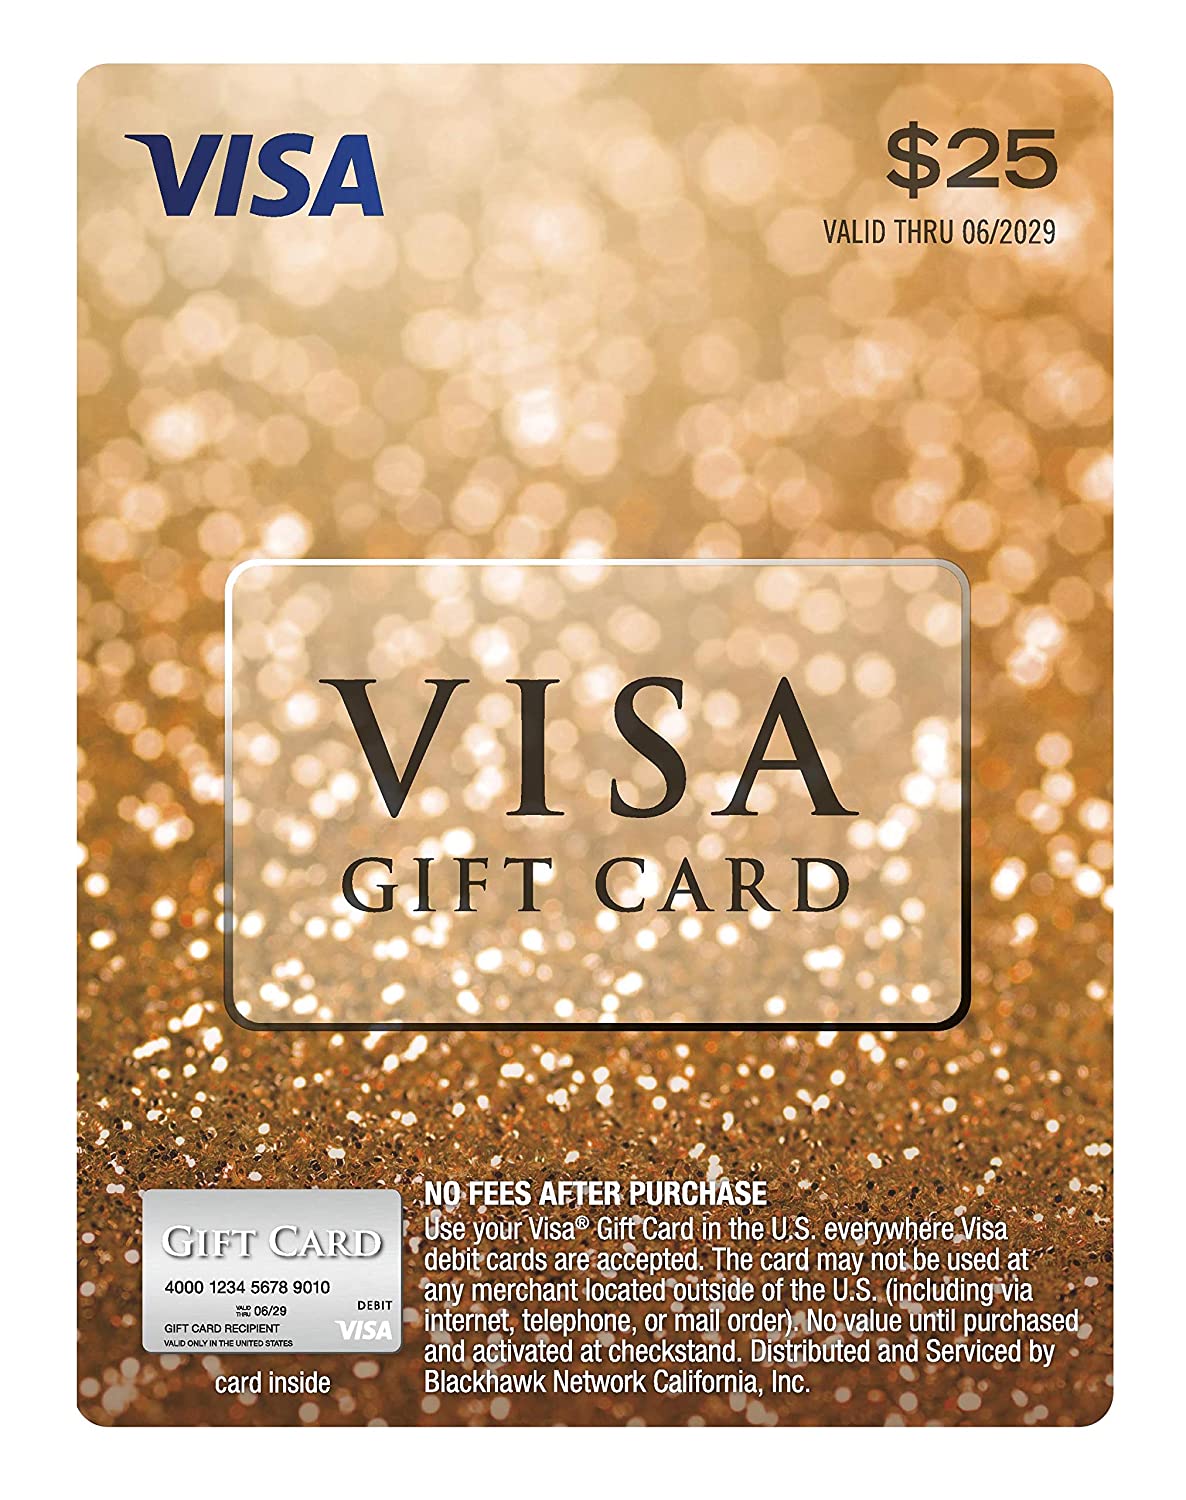 VISA
$25
VALID THRU 06/2029
VISA
GIFT CARD
NO FEES AFTER PURCHASE
Use your Visa® Gift Card in the U.S. everywhere Visa
debit cards are accepted. The card may not be used at
any merchant located outside of the U.S. (including via
internet, telephone, or mail order). No value until purchased
and activated at checkstand. Distributed and Serviced by
Blackhawk Network California, Inc.
GIFT CARD
4000 1234 5678 9010
VALID
THRU 06/29
DEBIT
GIFT CARD RECIPIENT
VISA
VALID ONLY IN THE UNITED STATES
card inside